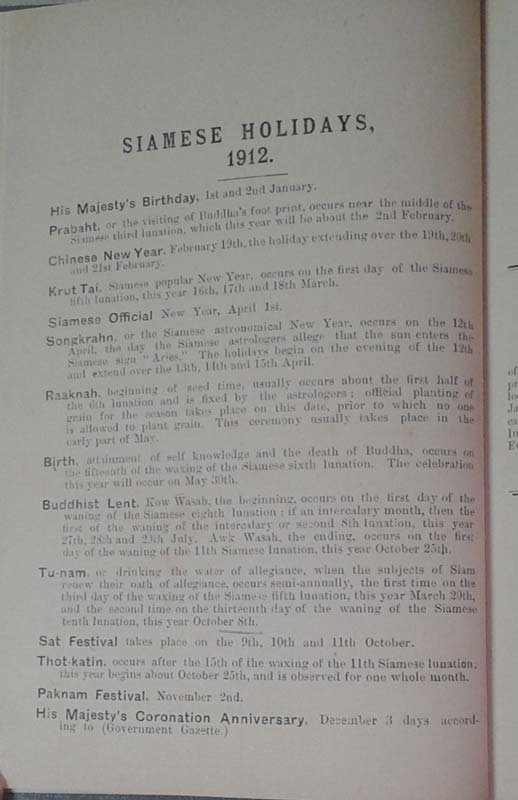 SIAMESE HOLIDAYS,
1912.
His Majesty's Birthday, 1st and 2nd January.
Prabaht, or the visiting of Buddha's foot print, occurs near the middle of the
Siamese third lunation, which this year will be about the 2nd February.
Chinese New Year. February 19th, the holiday extending over the 19th, 20th
and 21st February.
Krut Tai, Siamese popular New Year, occurs on the first day of the Siamese
fifth lunation, this year 16th, 17th and 18th March.
Siamese Official New Year, April 1st.
Songkrahn, or the Siamese astronomical New Year, occurs on the 12th
April, the day the Siamese astrologers allege that the sun enters the
Siamese sign "Aries." The holidays begin on the evening of the 12th
and extend over the 13th, 14th and 15th April.
Raaknah, beginning of seed time, usually occurs about the first half of
the 6th lunation and is fixed by the astrologers; official planting of
grain for the season takes place on this date, prior to which no one
is allowed to plant grain. This ceremony usually takes place in the
early part of May.
Birth, attainment of self knowledge and the death of Buddha, occurs on
the fifteenth of the waxing of the Siamese sixth lunation. The celebration
this year will occur on May 30th.
Buddhist Lent, Kow Wasah, the beginning, occurs on the first day of the
waning of the Siamese eighth lunation; if an intercalary month, then the
first of the waning of the intercalary or second 8th lunation, this year
27th, 28th and 29th July. Awk Wasah, the ending, occurs on the first
day of the waning of the 11th Siamese lunation, this year October 25th.
Tu-nam, or drinking the water of allegiance, when the subjects of Siam
renew their oath of allegiance, occurs semi-annually, the first time on the
third day of the waxing of the Siamese fifth lunation, this year March 20th,
and the second time on the thirteenth day of the waning of the Siamese
tenth lunation, this year October 8th.
Sat Festival takes place on the 9th, 10th and 11th October.
Thot-katin, occurs after the 15th of the waxing of the 11th Siamese lunation;
this year begins about October 25th, and is observed for one whole month.
Paknam Festival, November 2nd.
His Majesty's Coronation Anniversary, December 3 days accord-
ing to (Government Gazette.)